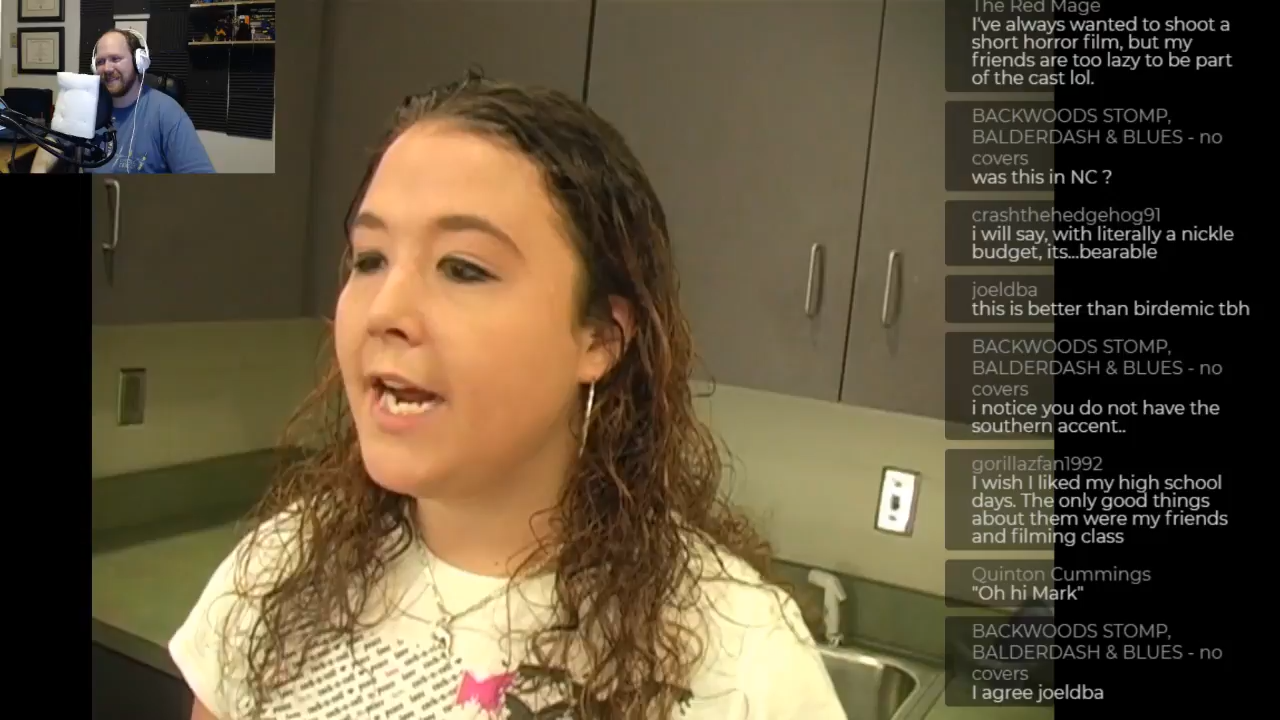 The Red Mage
I've always wanted to shoot a
short horror film, but my
friends are too lazy to be part
of the cast lol.
BACKWOODS STOMP,
BALDERDASH & BLUES - no
covers
was this in NC ?
crashthehedgehog91
i will say, with literally a nickle
budget, its...bearable
joeldba
this is better than birdemic tbh
BACKWOODS STOMP,
BALDERDASH & BLUES - no
covers
i notice you do not have the
southern accent..
gorillazfan1992
I wish I liked my high school
days. The only good things
about them were my friends
and filming class
Quinton Cummings
"Oh hi Mark"
BACKWOODS STOMP,
BALDERDASH & BLUES - no
covers
I agree joeldba